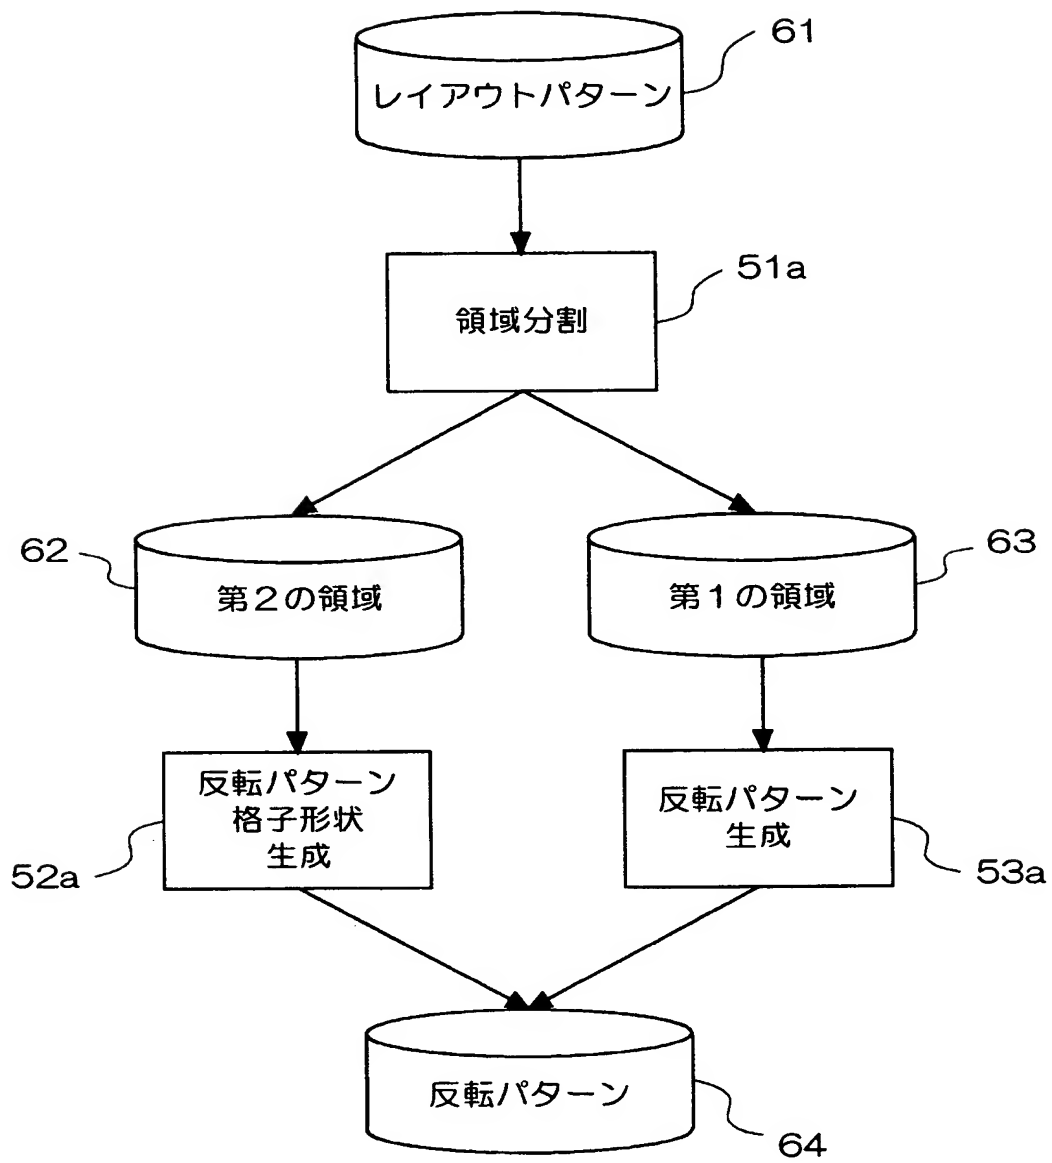 61
レイアウトパターン
51a
領域分割
62
第2の領域
63
第1の領域
反転パターン
格子形状
生成
52a
反転パターン
生成
53a
反転パターン
64